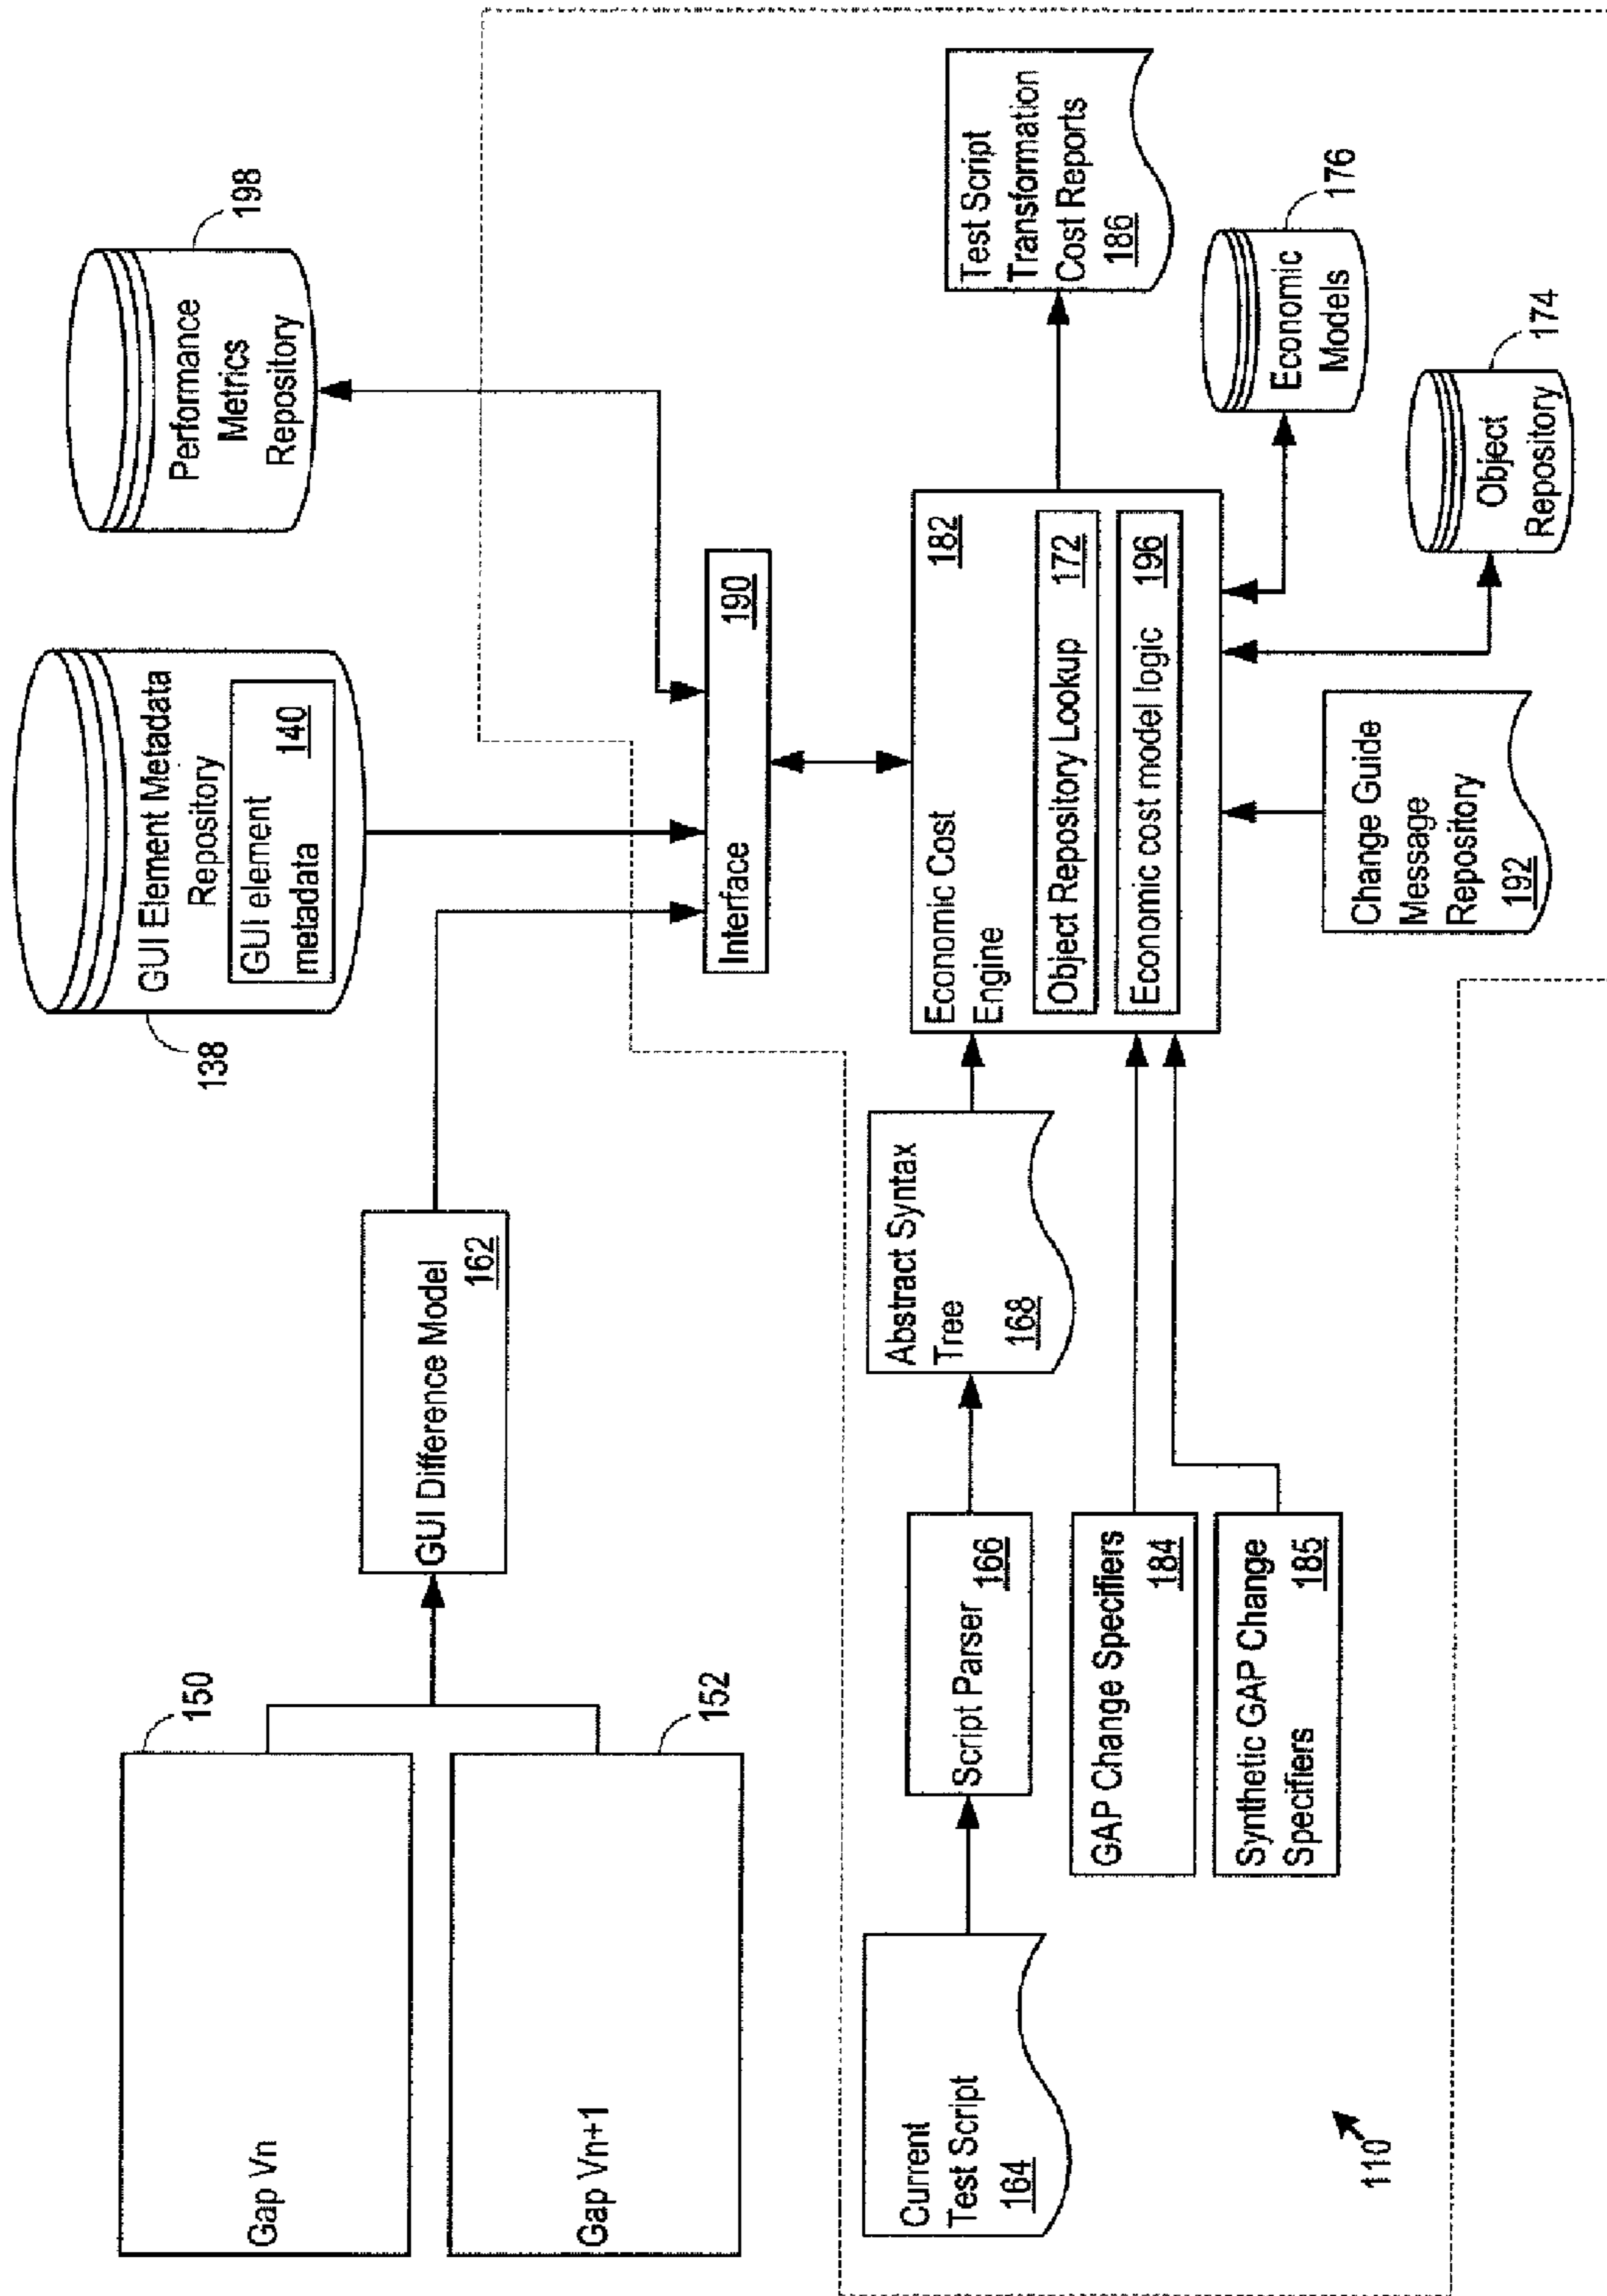 Gap Vn
150
Gap Vn+1
152
GUI Difference Model
162
138
GUI Element Metadata
Repository
GUI element
metadata
140
Performance
Metrics
Repository
198
Interface
190
Current
Test Script
164
Script Parser
166
Abstract Syntax
Tree
168
GAP Change Specifiers
184
Synthetic GAP Change
Specifiers
185
Economic Cost
Engine
182
Object Repository Lookup
172
Economic cost model logic
196
Test Script
Transformation
Cost Reports
186
Change Guide
Message
Repository
192
Economic
Models
176
Object
Repository
174
110